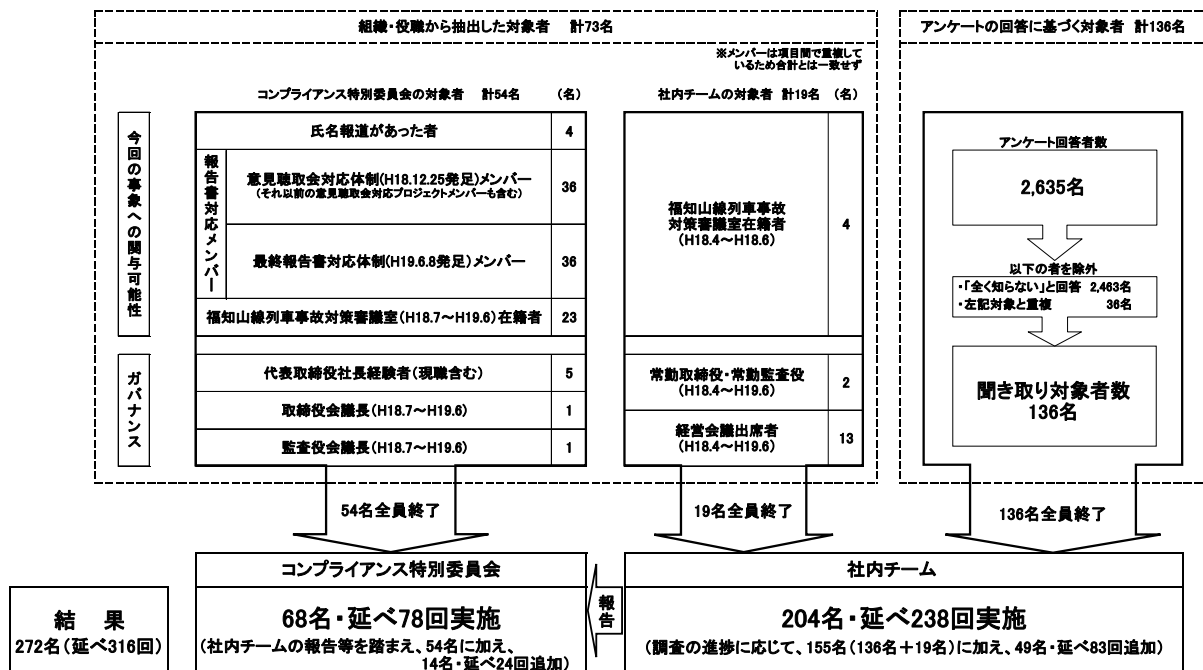 組織・役職から抽出した対象者 計73名
※メンバーは項目間で重複して
いるため合計とは一致せず
コンプライアンス特別委員会の対象者 計54名 (名)
社内チームの対象者 計19名 (名)
今回の事象への関与可能性
氏名報道があった者 4
報告書対応メンバー
意見聴取会対応体制(H18.12.25発足)メンバー 36
(それ以前の意見聴取会対応プロジェクトメンバーも含む)
最終報告書対応体制(H19.6.8発足)メンバー 36
福知山線列車事故対策審議室(H18.7~H19.6)在籍者 23
福知山線列車事故
対策審議室在籍者 4
(H18.4~H18.6)
ガバナンス
代表取締役社長経験者(現職含む) 5
取締役会議長(H18.7~H19.6) 1
監査役会議長(H18.7~H19.6) 1
常勤取締役・常勤監査役 2
(H18.4~H19.6)
経営会議出席者 13
(H18.4~H19.6)
アンケートの回答に基づく対象者 計136名
アンケート回答者数
2,635名
以下の者を除外
・「全く知らない」と回答 2,463名
・左記対象と重複 36名
聞き取り対象者数
136名
54名全員終了
19名全員終了
136名全員終了
結 果
272名(延べ316回)
コンプライアンス特別委員会
68名・延べ78回実施
(社内チームの報告等を踏まえ、54名に加え、
14名・延べ24回追加)
報告
社内チーム
204名・延べ238回実施
(調査の進捗に応じて、155名(136名+19名)に加え、49名・延べ83回追加)